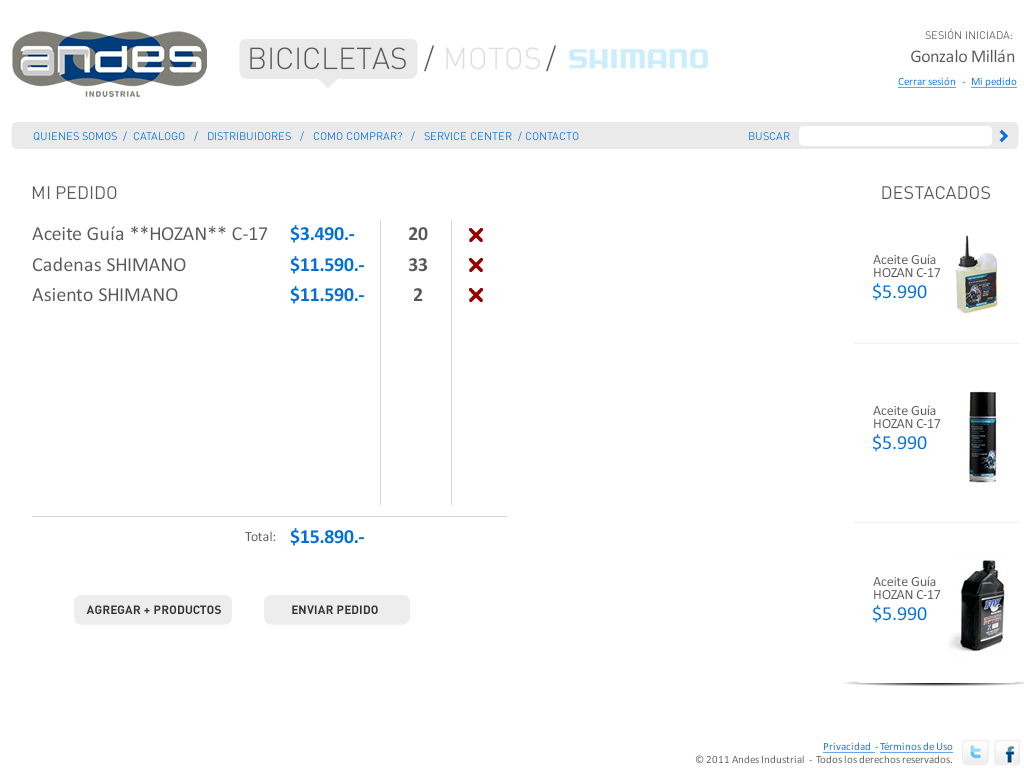 andes
INDUSTRIAL
BICICLETAS / MOTOS / SHIMANO
SESIÓN INICIADA:
Gonzalo Millán
Cerrar sesión - Mi pedido
QUIENES SOMOS / CATALOGO / DISTRIBUIDORES / COMO COMPRAR? / SERVICE CENTER / CONTACTO
BUSCAR
MI PEDIDO
Aceite Guía **HOZAN** C-17 $3.490.- 20
Cadenas SHIMANO $11.590.- 33
Asiento SHIMANO $11.590.- 2
Total: $15.890.-
AGREGAR + PRODUCTOS ENVIAR PEDIDO
DESTACADOS
Aceite Guía
HOZAN C-17
$5.990
Aceite Guía
HOZAN C-17
$5.990
Aceite Guía
HOZAN C-17
$5.990
Privacidad - Términos de Uso
© 2011 Andes Industrial - Todos los derechos reservados.